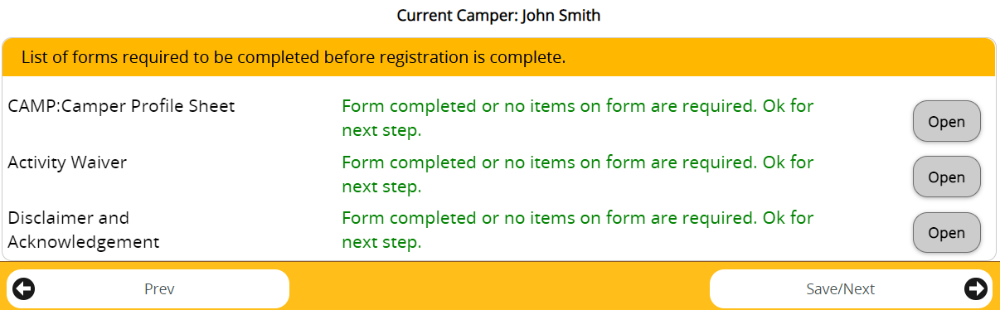 Current Camper: John Smith
List of forms required to be completed before registration is complete.
CAMP:Camper Profile Sheet
Form completed or no items on form are required. Ok for
next step.
Open
Activity Waiver
Form completed or no items on form are required. Ok for
next step.
Open
Disclaimer and
Acknowledgement
Form completed or no items on form are required. Ok for
next step.
Open
Prev
Save/Next